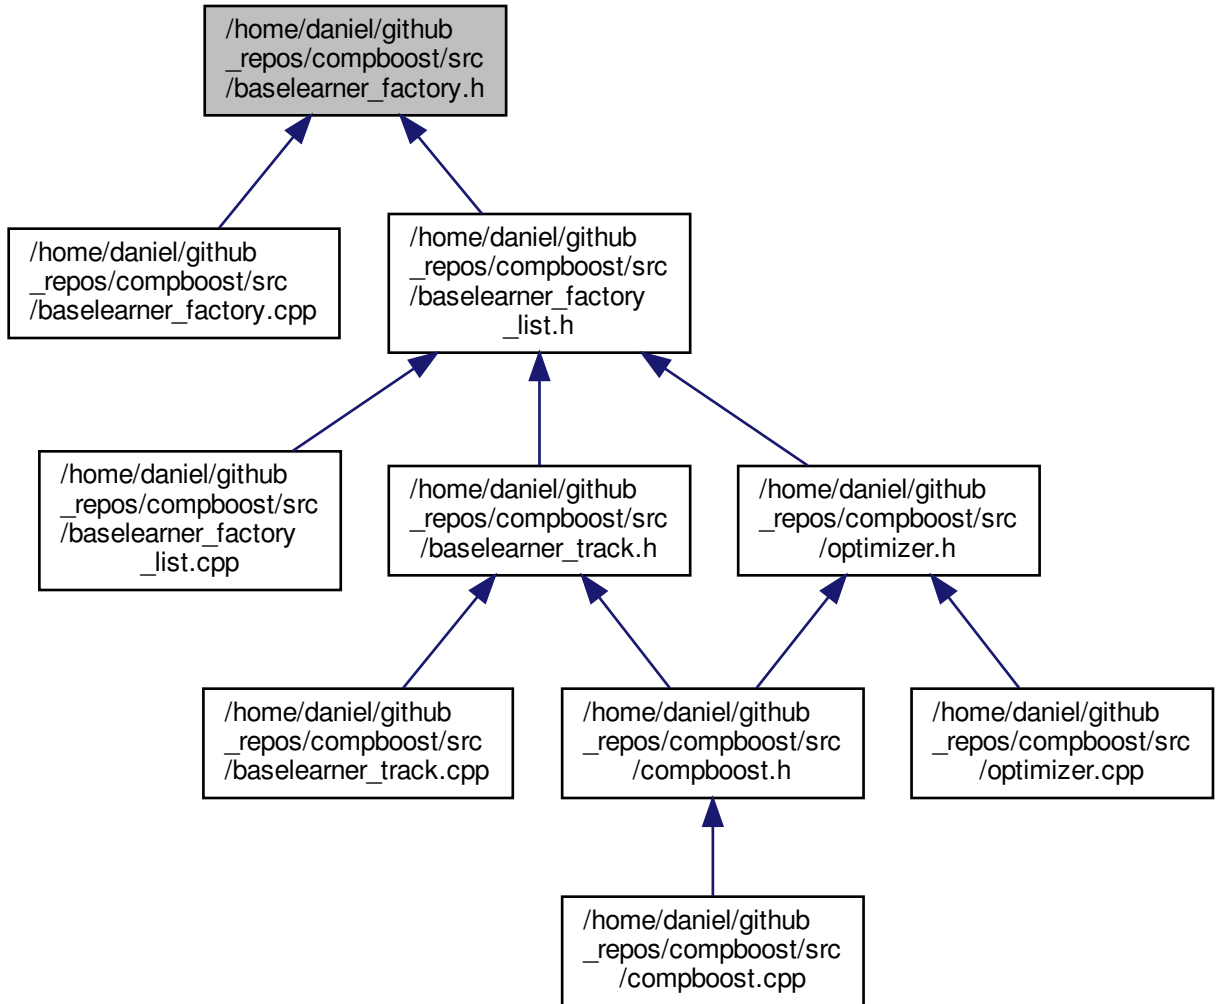 /home/daniel/github
_repos/compboost/src
/baselearner_factory.h
/home/daniel/github
_repos/compboost/src
/baselearner_factory.cpp
/home/daniel/github
_repos/compboost/src
/baselearner_factory
_list.h
/home/daniel/github
_repos/compboost/src
/baselearner_factory
_list.cpp
/home/daniel/github
_repos/compboost/src
/baselearner_track.h
/home/daniel/github
_repos/compboost/src
/optimizer.h
/home/daniel/github
_repos/compboost/src
/baselearner_track.cpp
/home/daniel/github
_repos/compboost/src
/compboost.h
/home/daniel/github
_repos/compboost/src
/optimizer.cpp
/home/daniel/github
_repos/compboost/src
/compboost.cpp